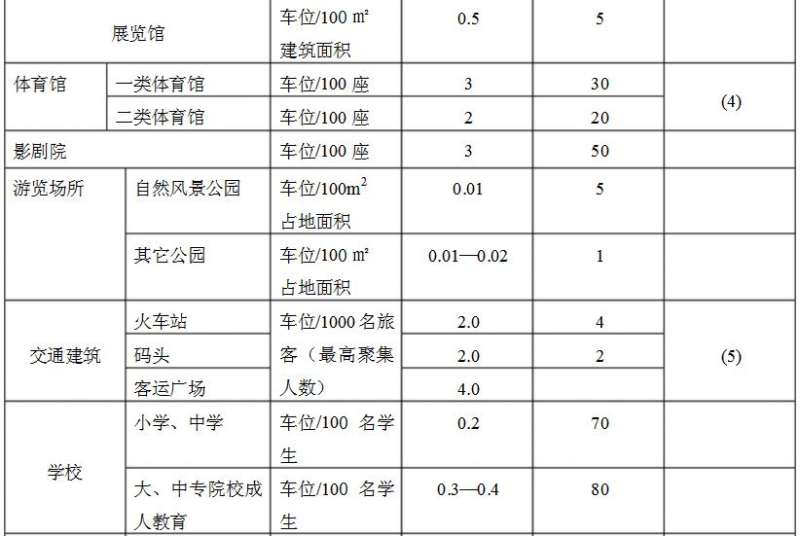 展览馆 车位/100 ㎡ 0.5 5
建筑面积
体育馆 一类体育馆 车位/100 座 3 30 (4)
二类体育馆 车位/100 座 2 20
影剧院 车位/100 座 3 50
游览场所 自然风景公园 车位/100m² 0.01 5
占地面积
其它公园 车位/100 ㎡ 0.01—0.02 1
占地面积
交通建筑 火车站 车位/1000 名旅 2.0 4 (5)
码头 客（最高聚集 2.0 2
客运广场 人数） 4.0
学校 小学、中学 车位/100 名学 0.2 70
生
大、中专院校成 车位/100 名学 0.3—0.4 80
人教育 生